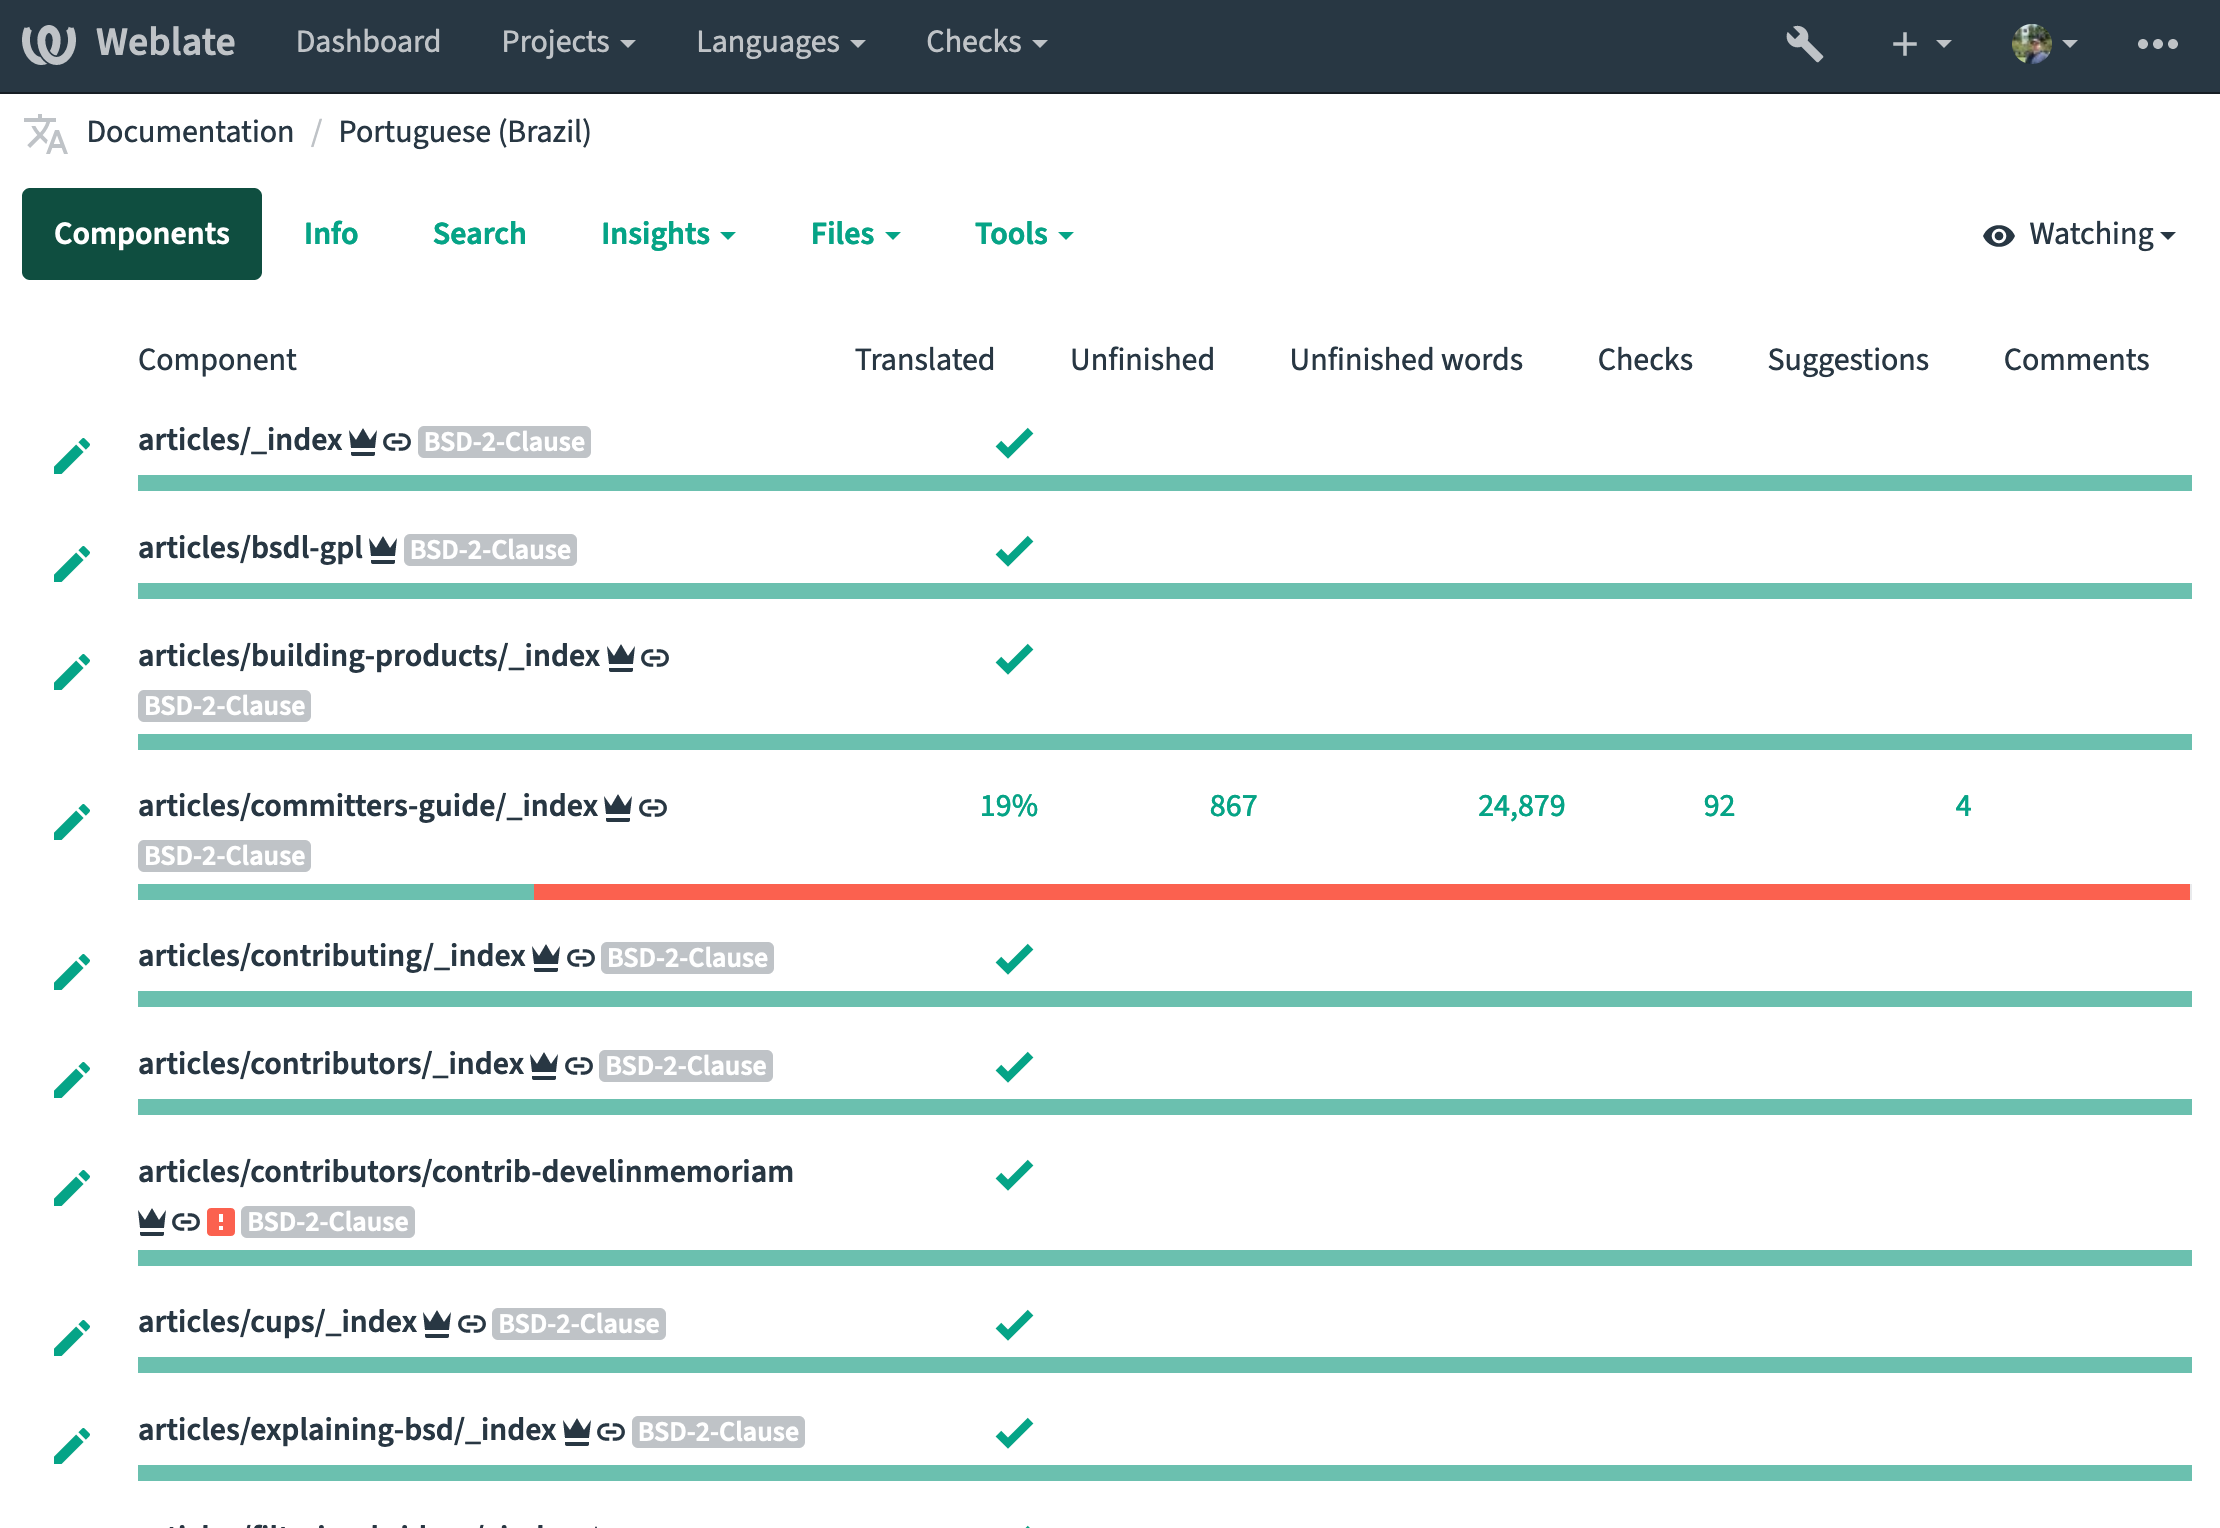 Weblate Dashboard Projects Languages Checks
Documentation / Portuguese (Brazil)
Components Info Search Insights Files Tools Watching
Component Translated Unfinished Unfinished words Checks Suggestions Comments
articles/_index BSD-2-Clause
articles/bsdl-gpl BSD-2-Clause
articles/building-products/_index
BSD-2-Clause
articles/committers-guide/_index 19% 867 24,879 92 4
BSD-2-Clause
articles/contributing/_index BSD-2-Clause
articles/contributors/_index BSD-2-Clause
articles/contributors/contrib-develinmemoriam
BSD-2-Clause
articles/cups/_index BSD-2-Clause
articles/explaining-bsd/_index BSD-2-Clause